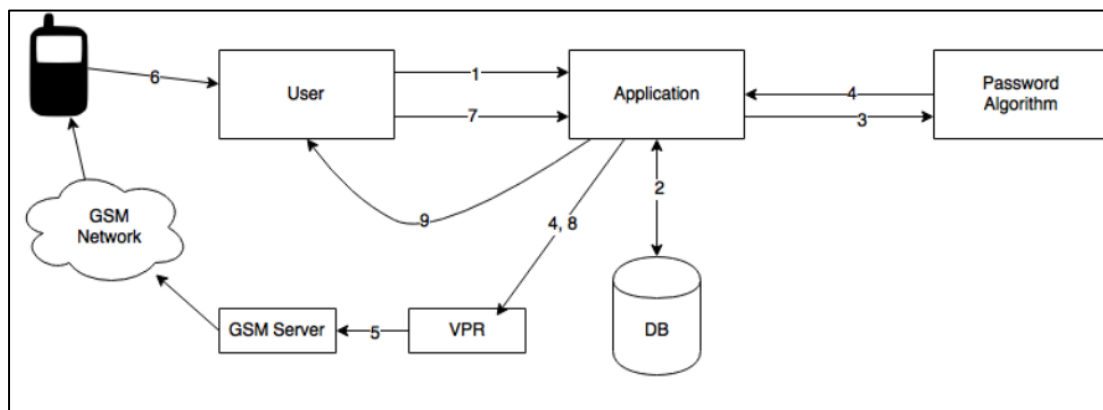 6
User
1
7
Application
4
3
Password
Algorithm
2
9
4, 8
GSM
Network
GSM Server
5
VPR
DB